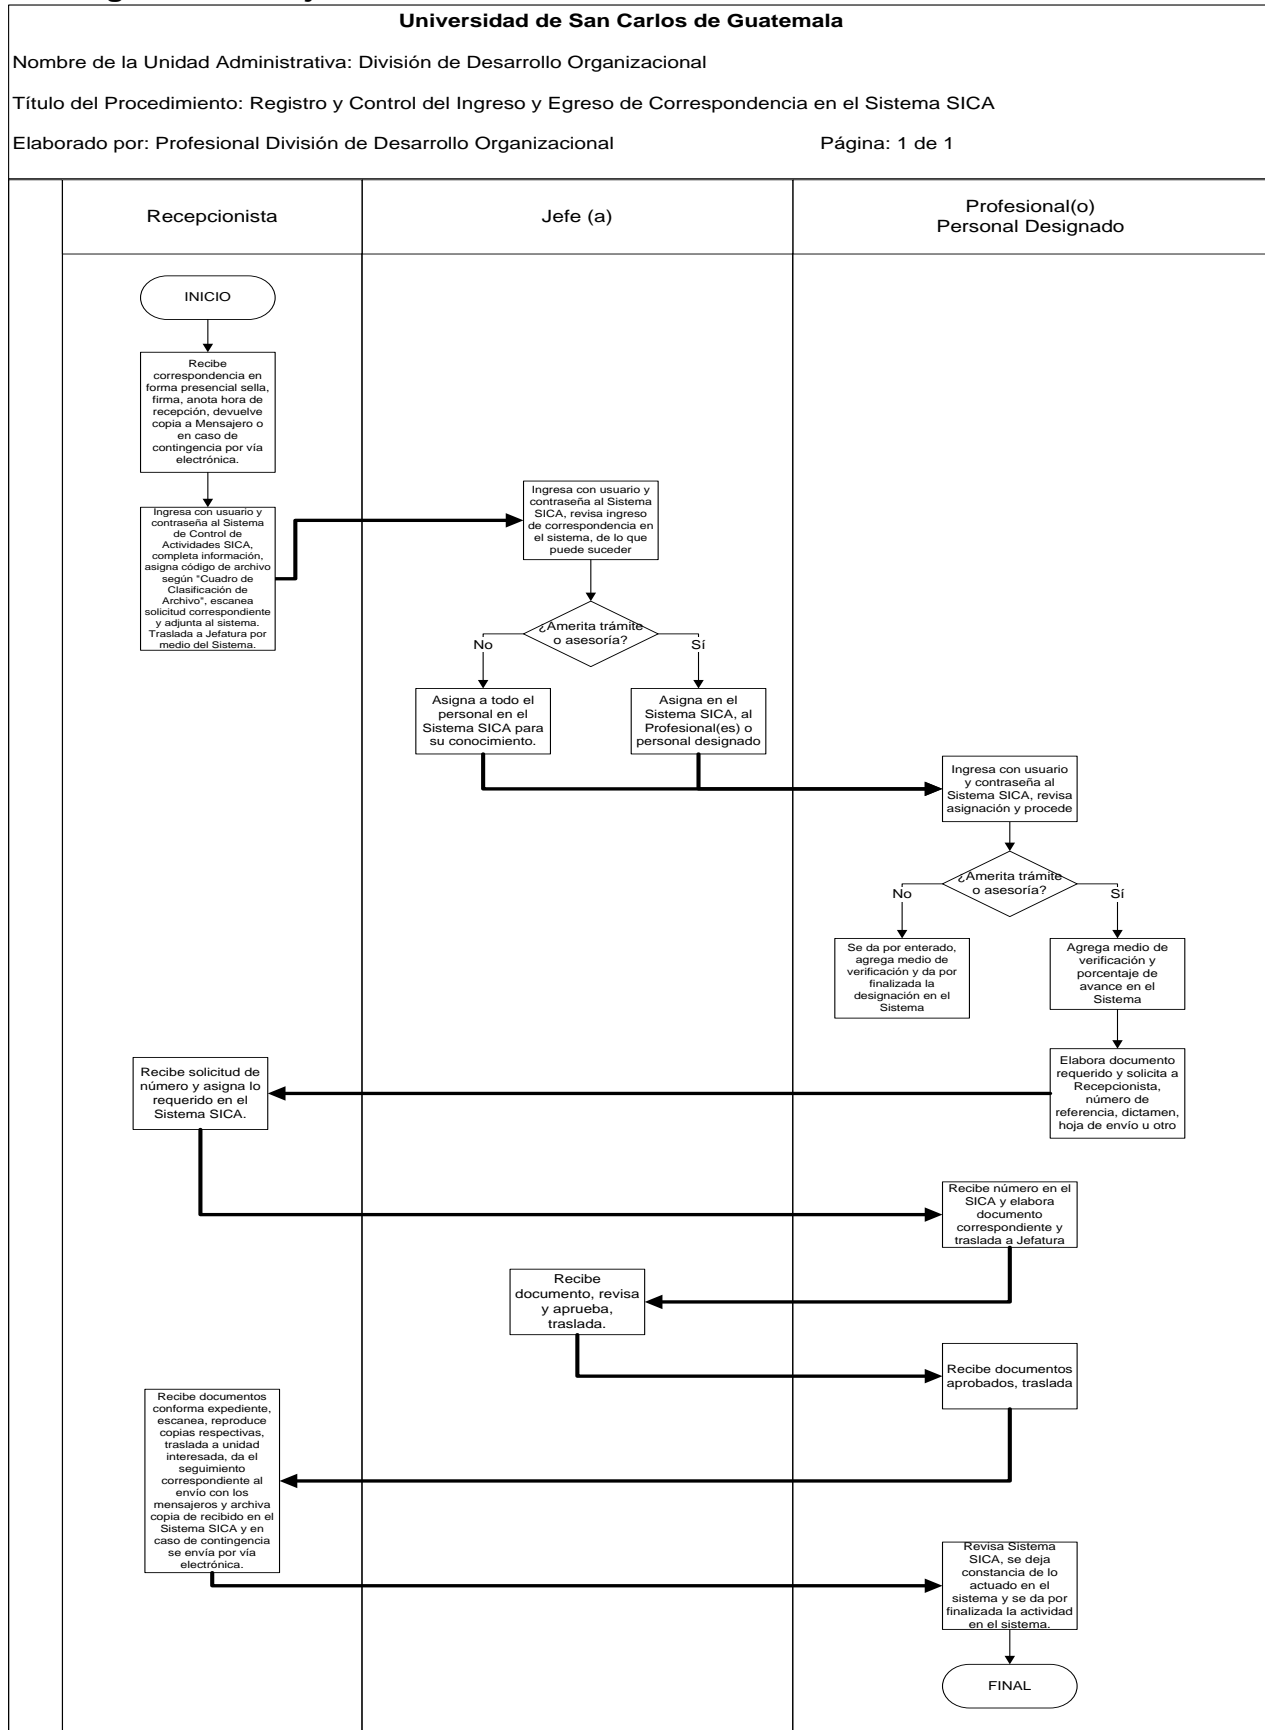 Universidad de San Carlos de Guatemala
Nombre de la Unidad Administrativa: División de Desarrollo Organizacional
Título del Procedimiento: Registro y Control del Ingreso y Egreso de Correspondencia en el Sistema SICA
Elaborado por: Profesional División de Desarrollo Organizacional Página: 1 de 1
Recepcionista
Jefe (a)
Profesional(o)
Personal Designado
INICIO
Recibe
correspondencia en
forma presencial sella,
firma, anota hora de
recepción, devuelve
copia a Mensajero o
en caso de
contingencia por vía
electrónica.
Ingresa con usuario y
contraseña al Sistema
de Control de
Actividades SICA,
completa información,
asigna código de archivo
según "Cuadro de
Clasificación de
Archivo", escanea
solicitud correspondiente
y adjunta al sistema.
Traslada a Jefatura por
medio del Sistema.
Ingresa con usuario y
contraseña al Sistema
SICA, revisa ingreso
de correspondencia en
el sistema, de lo que
puede suceder
¿Amerita trámite
o asesoría?
No
Sí
Asigna a todo el
personal en el
Sistema SICA para
su conocimiento.
Asigna en el
Sistema SICA, al
Profesional(es) o
personal designado
Ingresa con usuario
y contraseña al
Sistema SICA, revisa
asignación y procede
¿Amerita trámite
o asesoría?
No
Sí
Se da por enterado,
agrega medio de
verificación y da por
finalizada la
designación en el
Sistema
Agrega medio de
verificación y
porcentaje de
avance en el
Sistema
Elabora documento
requerido y solicita a
Recepcionista,
número de
referencia, dictamen,
hoja de envío u otro
Recibe solicitud de
número y asigna lo
requerido en el
Sistema SICA.
Recibe número en el
SICA y elabora
documento
correspondiente y
traslada a Jefatura
Recibe
documento, revisa
y aprueba,
traslada.
Recibe documentos
aprobados, traslada
Recibe documentos
conforma expediente,
escanea, reproduce
copias respectivas,
traslada a unidad
interesada, da el
seguimiento
correspondiente al
envío con los
mensajeros y archiva
copia de recibido en el
Sistema SICA y en
caso de contingencia
se envía por vía
electrónica.
Revisa Sistema
SICA, se deja
constancia de lo
actuado en el
sistema y se da por
finalizada la actividad
en el sistema.
FINAL